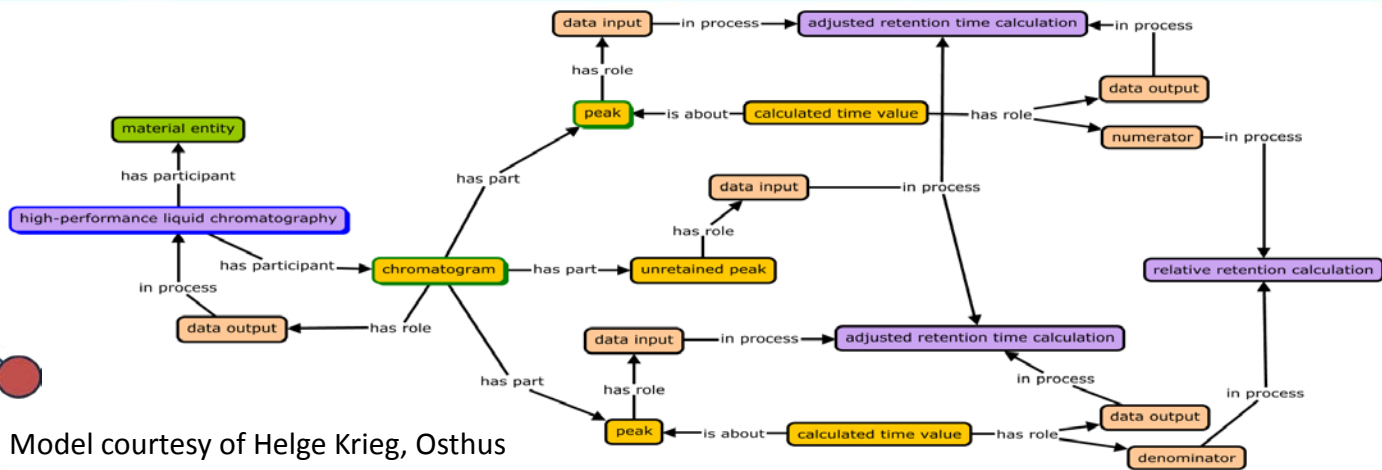 data input
in process
adjusted retention time calculation
in process
has role
data output
peak
is about
calculated time value
has role
numerator
in process
material entity
has participant
has part
data input
in process
high-performance liquid chromatography
has role
has participant
chromatogram
has part
unretained peak
relative retention calculation
in process
data output
has role
data input
in process
adjusted retention time calculation
has part
has role
in process
in process
data output
peak
is about
calculated time value
has role
denominator
Model courtesy of Helge Krieg, Osthus